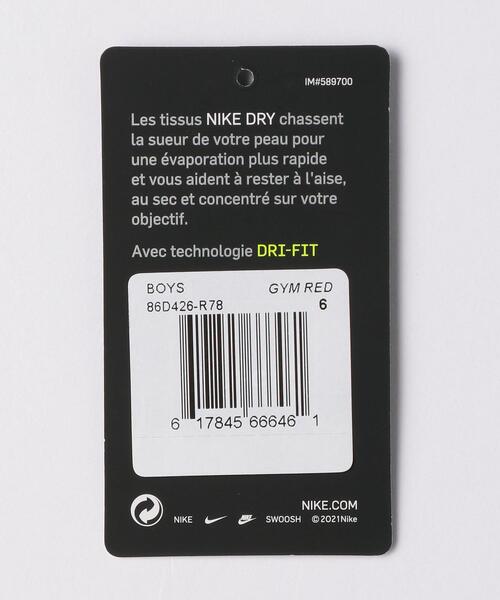 IM#589700
Les tissus NIKE DRY chassent
la sueur de votre peau pour
une évaporation plus rapide
et vous aident à rester à l'aise,
au sec et concentré sur votre
objectif.
Avec technologie DRI-FIT
BOYS GYM RED
86D426-R78 6
6 17845 66646 1
NIKE.COM
NIKE SWOOSH ©2021Nike